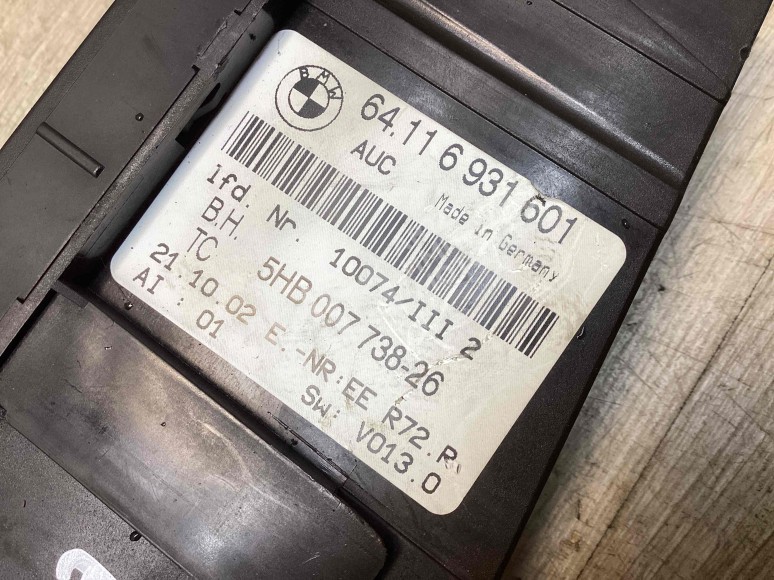 BMW
64.11 6 931 601
AUC
Made in Germany
lfd. Nr. 10074/III 2
B.H.
TC 5HB 007 738-26
21.10.02 E.-NR:EE R72.R.
AI : 01 SW: V013.0